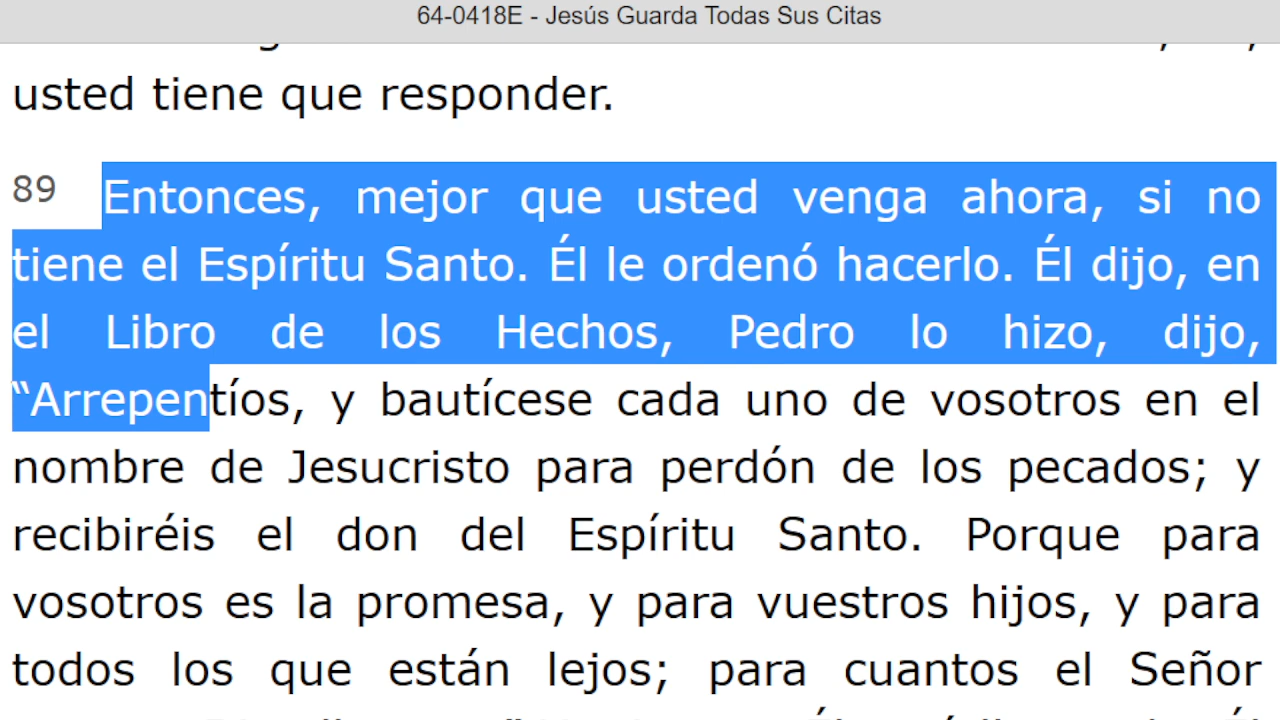 64-0418E - Jesús Guarda Todas Sus Citas
usted tiene que responder.
89 Entonces, mejor que usted venga ahora, si no
tiene el Espíritu Santo. Él le ordenó hacerlo. Él dijo, en
el Libro de los Hechos, Pedro lo hizo, dijo,
“Arrepentíos, y bautícese cada uno de vosotros en el
nombre de Jesucristo para perdón de los pecados; y
recibiréis el don del Espíritu Santo. Porque para
vosotros es la promesa, y para vuestros hijos, y para
todos los que están lejos; para cuantos el Señor